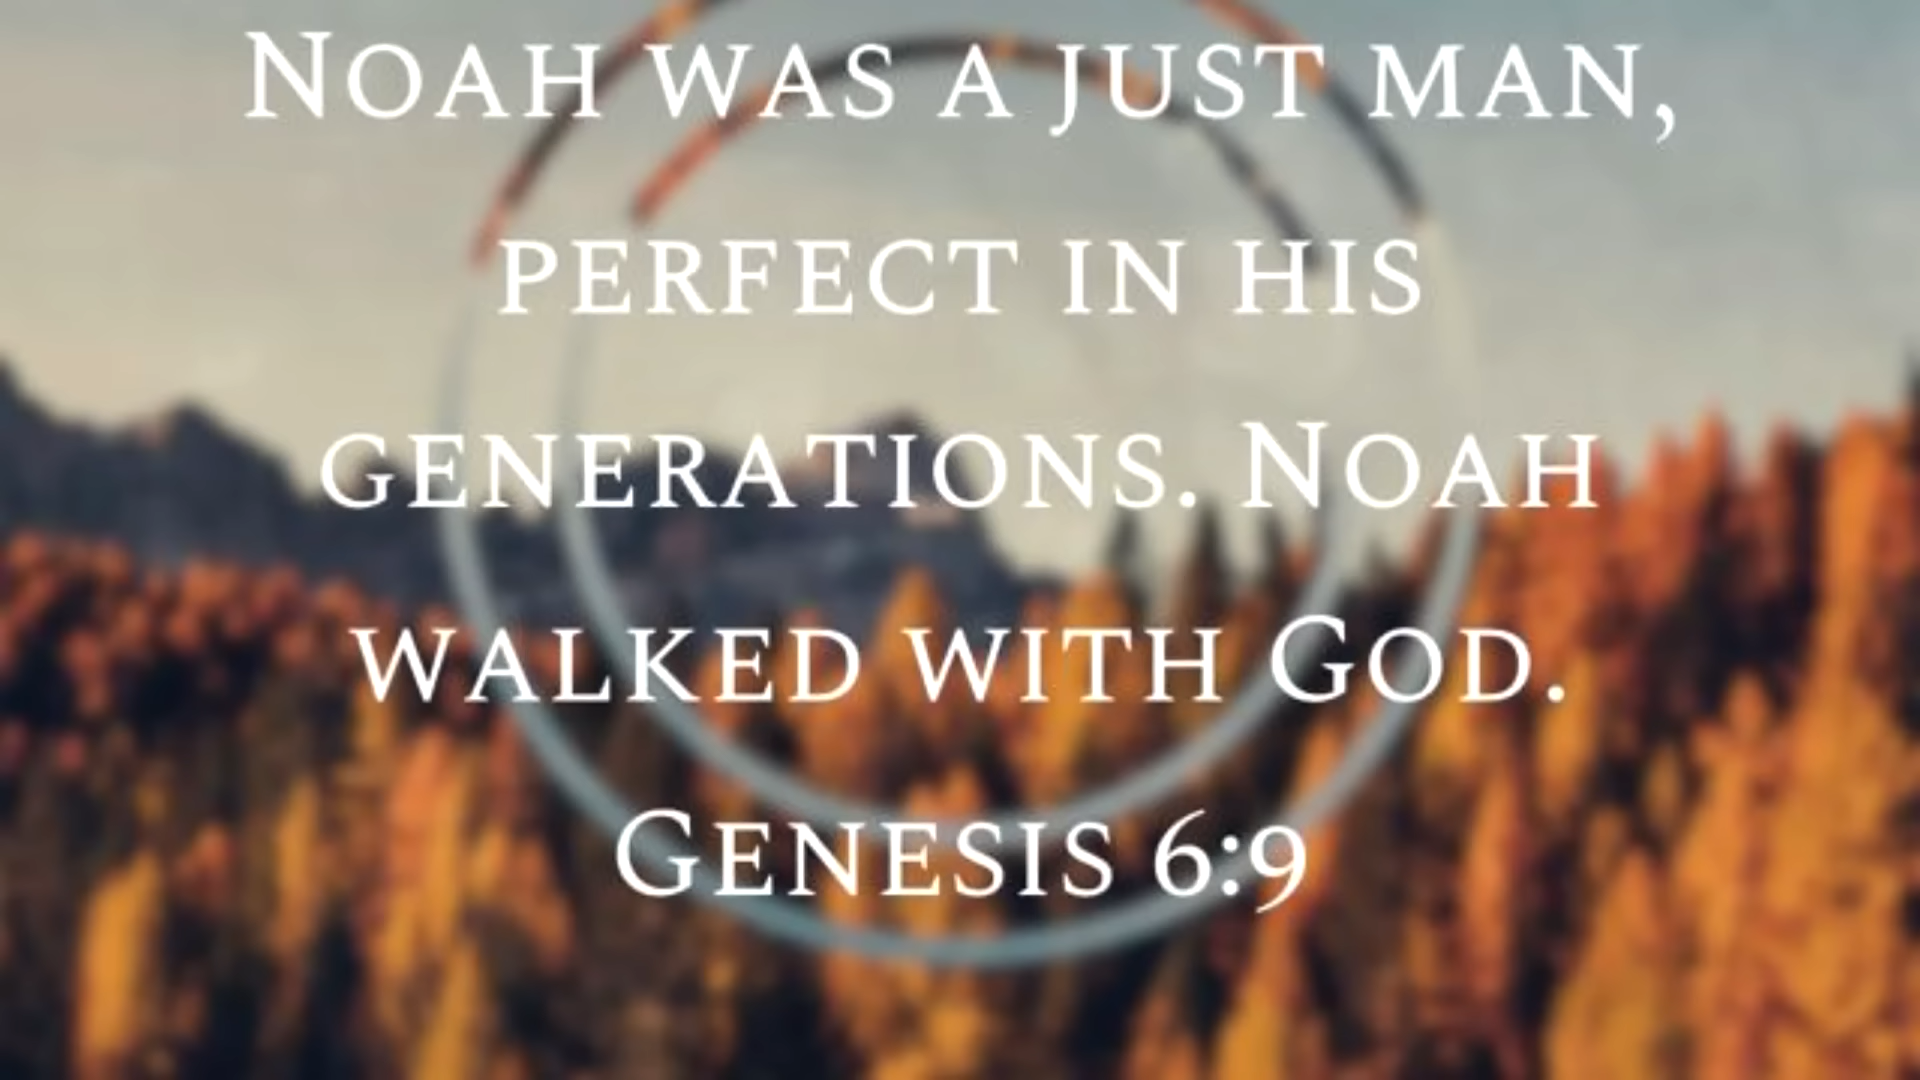 Noah was a just man,
perfect in his
generations. Noah
walked with God.
Genesis 6:9